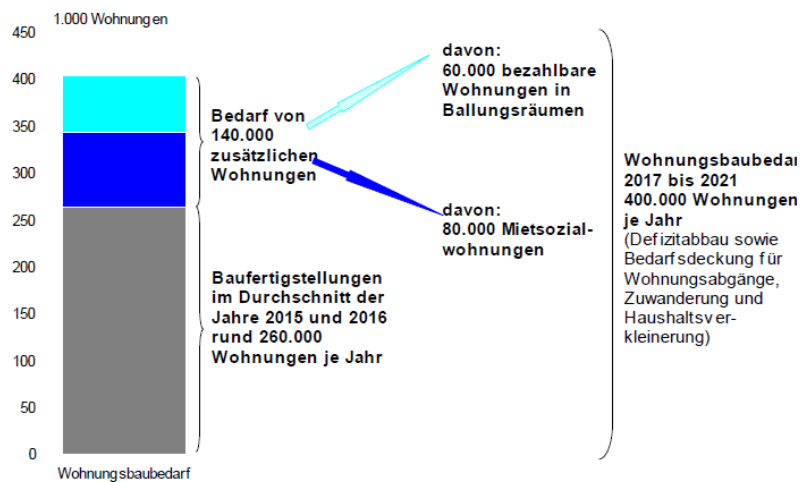 1.000 Wohnungen
450
400
350
300
250
200
150
100
50
0
Wohnungsbaubedarf
Bedarf von
140.000
zusätzlichen
Wohnungen
Baufertigstellungen
im Durchschnitt der
Jahre 2015 und 2016
rund 260.000
Wohnungen je Jahr
davon:
60.000 bezahlbare
Wohnungen in
Ballungsräumen
davon:
80.000 Mietsozial-
wohnungen
Wohnungsbaubedar
2017 bis 2021
400.000 Wohnungen
je Jahr
(Defizitabbau sowie
Bedarfsdeckung für
Wohnungsabgänge,
Zuwanderung und
Haushaltsver-
kleinerung)